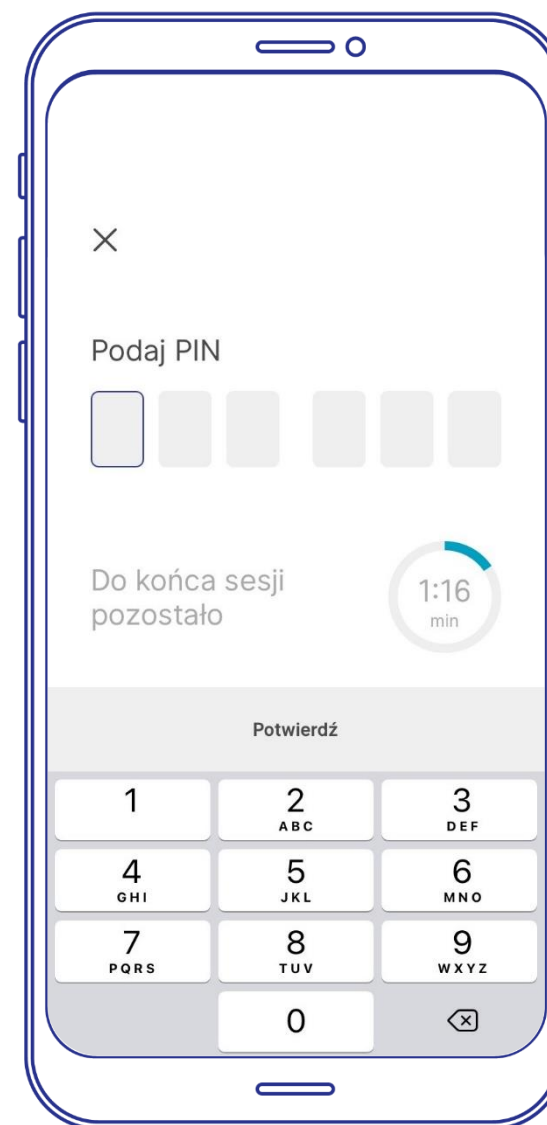 Podaj PIN
Do końca sesji
pozostało
1:16
min
Potwierdź
1 2 3
ABC DEF
4 5 6
GHI JKL MNO
7 8 9
PQRS TUV WXYZ
0